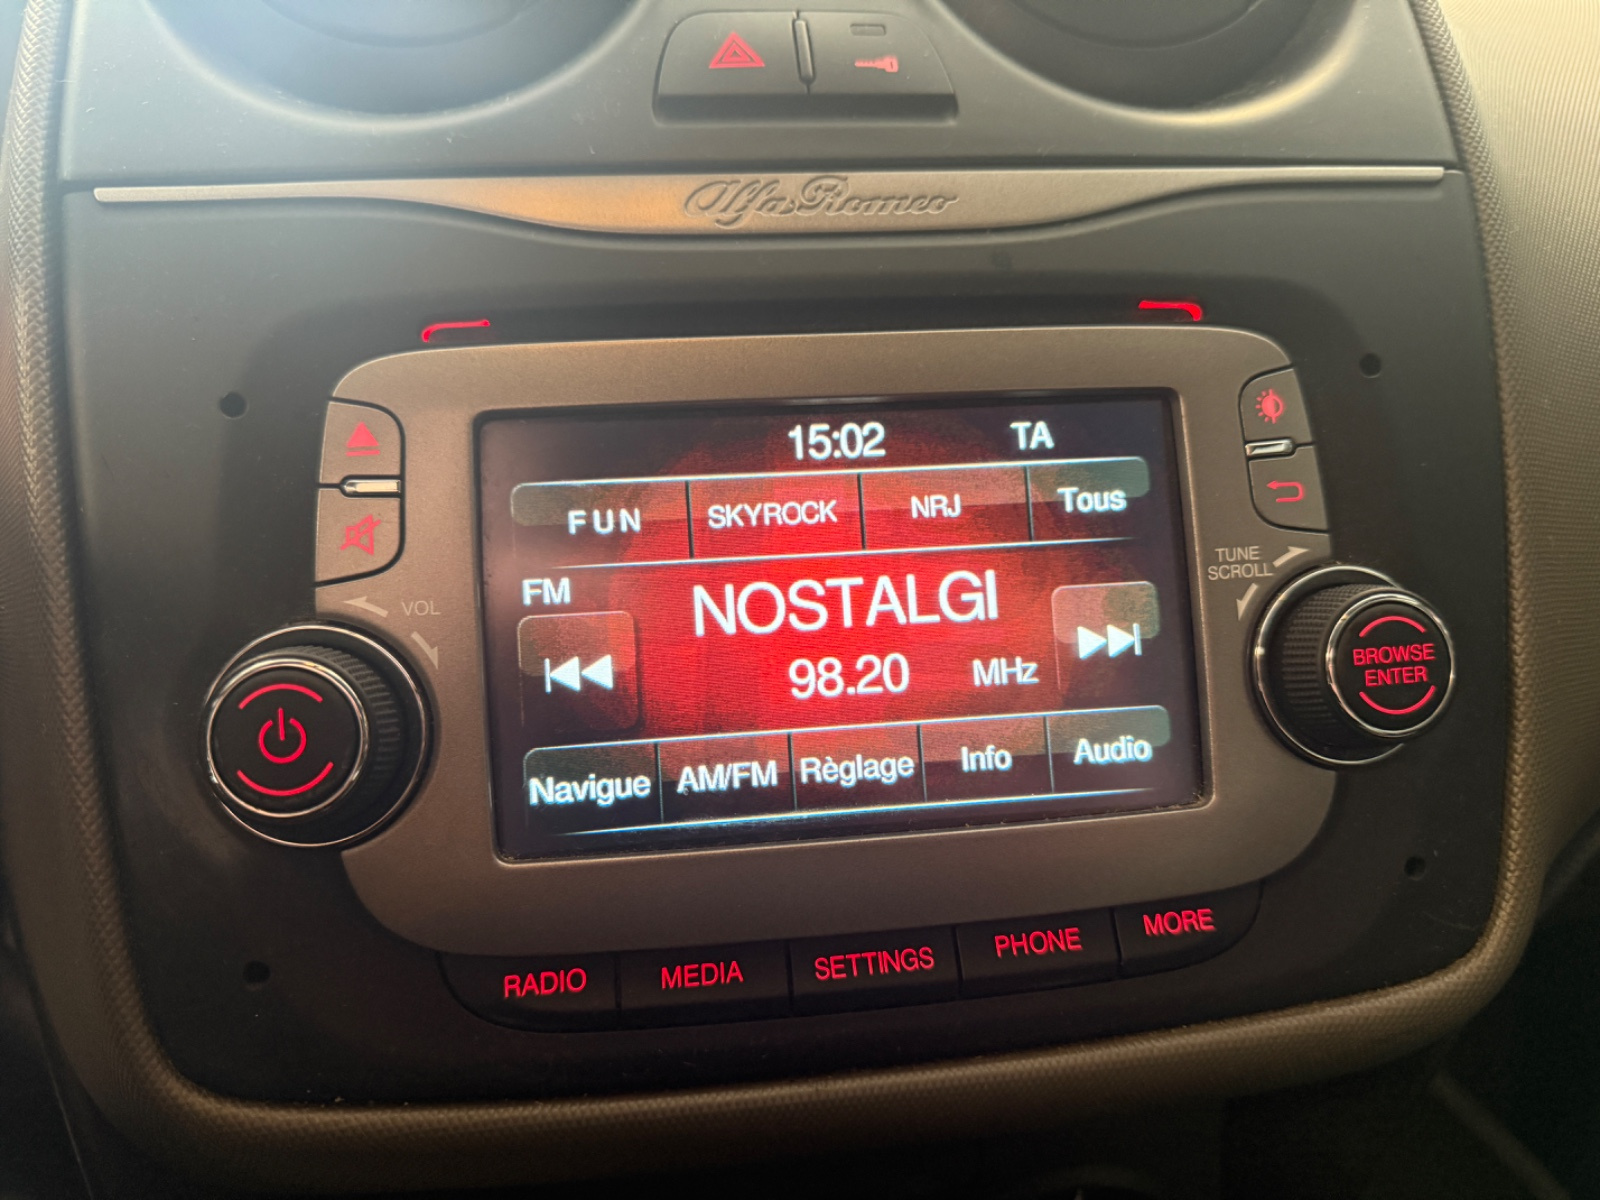 Alfa Romeo
15:02 TA
FUN SKYROCK NRJ Tous
FM
NOSTALGI
98.20 MHz
Navigue AM/FM Règlage Info Audio
VOL
TUNE
SCROLL
BROWSE
ENTER
RADIO MEDIA SETTINGS PHONE MORE